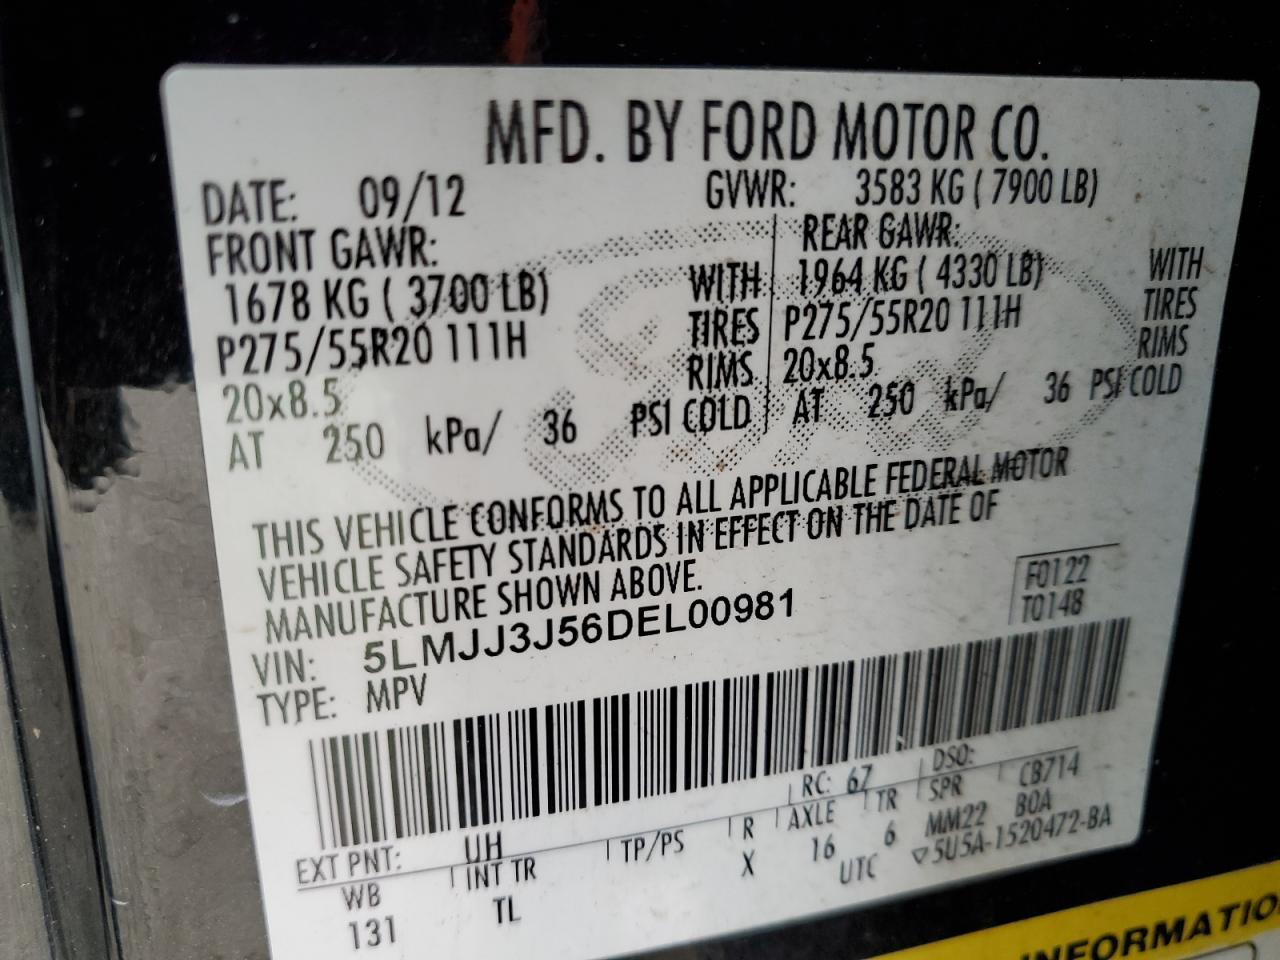 MFD. BY FORD MOTOR CO.
DATE: 09/12 GVWR: 3583 KG ( 7900 LB)
FRONT GAWR: REAR GAWR:
1678 KG ( 3700 LB) WITH 1964 KG ( 4330 LB) WITH
P275/55R20 111H TIRES P275/55R20 111H TIRES
20x8.5 RIMS 20x8.5 RIMS
AT 250 kPa/ 36 PSI COLD AT 250 kPa/ 36 PSI COLD
THIS VEHICLE CONFORMS TO ALL APPLICABLE FEDERAL MOTOR
VEHICLE SAFETY STANDARDS IN EFFECT ON THE DATE OF
MANUFACTURE SHOWN ABOVE.
F0122
T0148
VIN: 5LMJJ3J56DEL00981
TYPE: MPV
RC: 67 DSO: CB714
EXT PNT: UH
WB INT TR TP/PS R AXLE TR SPR
131 TL X 16 6 MM22 BOA
UTC ▽5U5A-1520472-BA
INFORMATIO